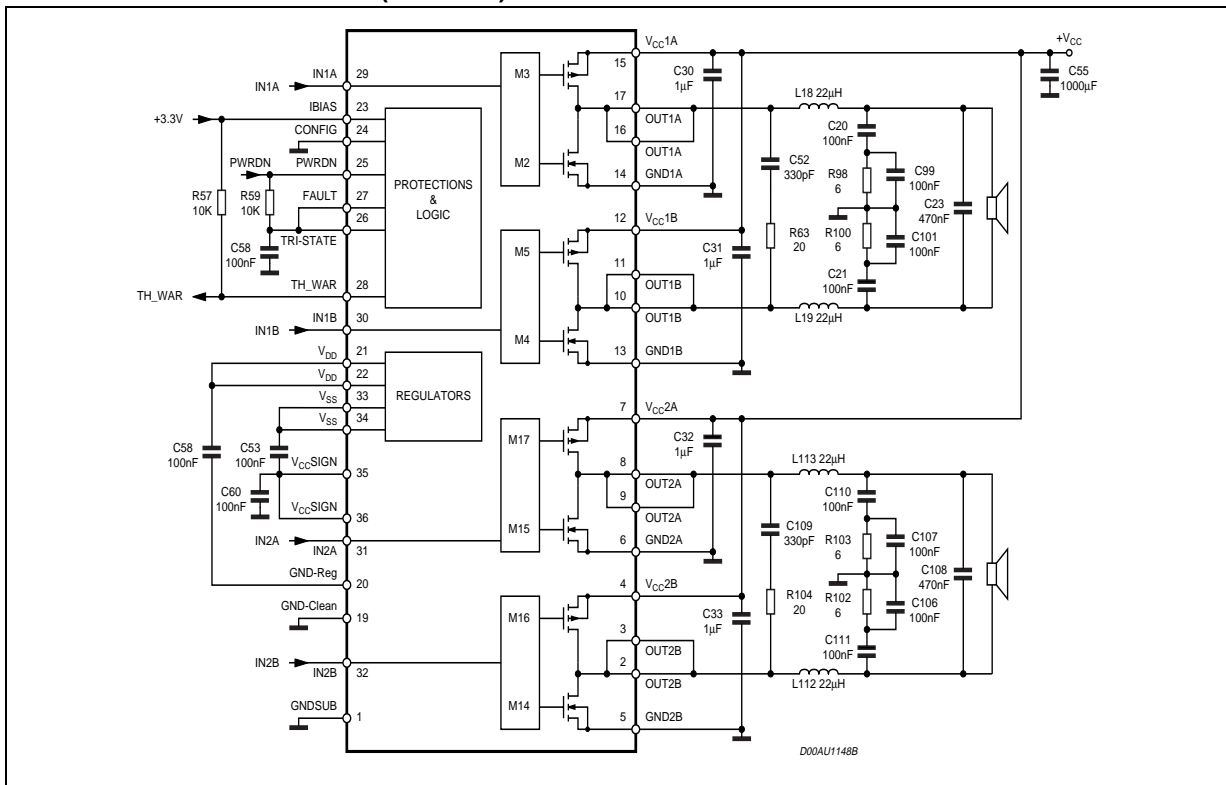 IN1A
IN1A
29
IBIAS
23
+3.3V
CONFIG
24
PWRDN
PWRDN
25
R57
10K
R59
10K
FAULT
27
26
TRI-STATE
C58
100nF
TH_WAR
TH_WAR
28
IN1B
IN1B
30
PROTECTIONS
&
LOGIC
VDD
21
VDD
22
VSS
33
VSS
34
REGULATORS
C58
100nF
C53
100nF
VCCSIGN
35
C60
100nF
VCCSIGN
36
IN2A
IN2A
31
GND-Reg
20
GND-Clean
19
IN2B
IN2B
32
GNDSUB
1
M3
M2
M5
M4
M17
M15
M16
M14
VCC1A
15
17
OUT1A
16
OUT1A
14
GND1A
12
VCC1B
11
OUT1B
10
OUT1B
13
GND1B
7
VCC2A
8
OUT2A
9
OUT2A
6
GND2A
4
VCC2B
3
OUT2B
2
OUT2B
5
GND2B
C30
1µF
C31
1µF
C32
1µF
C33
1µF
+VCC
C55
1000µF
L18 22µH
C20
100nF
C52
330pF
R98
6
C99
100nF
C23
470nF
R63
20
R100
6
C101
100nF
C21
100nF
L19 22µH
L113 22µH
C110
100nF
C109
330pF
R103
6
C107
100nF
C108
470nF
R104
20
R102
6
C106
100nF
C111
100nF
L112 22µH
D00AU1148B